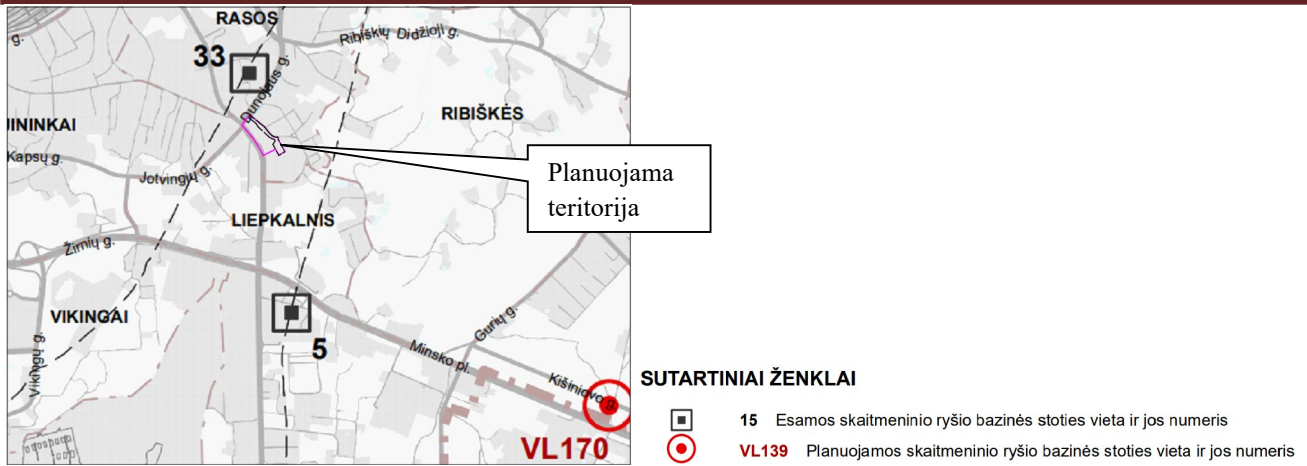 RASOS
g.
33
Ribiškių Didžioji g.
Dunojaus g.
RIBIŠKĖS
JININKAI
Kapsų g.
Jotvingių g.
Planuojama
teritorija
LIEPKALNIS
Žirnių g.
VIKINGAI
5
Gurių g.
Minsko pl.
Vikingų g.
Kišiniovo g.
VL170
SUTARTINIAI ŽENKLAI
15 Esamos skaitmeninio ryšio bazinės stoties vieta ir jos numeris
VL139 Planuojamos skaitmeninio ryšio bazinės stoties vieta ir jos numeris